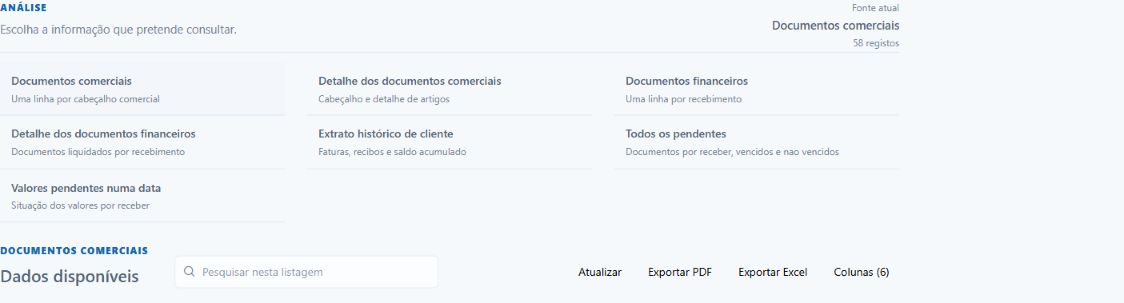 ANÁLISE
Escolha a informação que pretende consultar.
Fonte atual
Documentos comerciais
58 registos
Documentos comerciais
Uma linha por cabeçalho comercial
Detalhe dos documentos comerciais
Cabeçalho e detalhe de artigos
Documentos financeiros
Uma linha por recebimento
Detalhe dos documentos financeiros
Documentos liquidados por recebimento
Extrato histórico de cliente
Faturas, recibos e saldo acumulado
Todos os pendentes
Documentos por receber, vencidos e nao vencidos
Valores pendentes numa data
Situação dos valores por receber
DOCUMENTOS COMERCIAIS
Dados disponíveis
Pesquisar nesta listagem
Atualizar
Exportar PDF
Exportar Excel
Colunas (6)